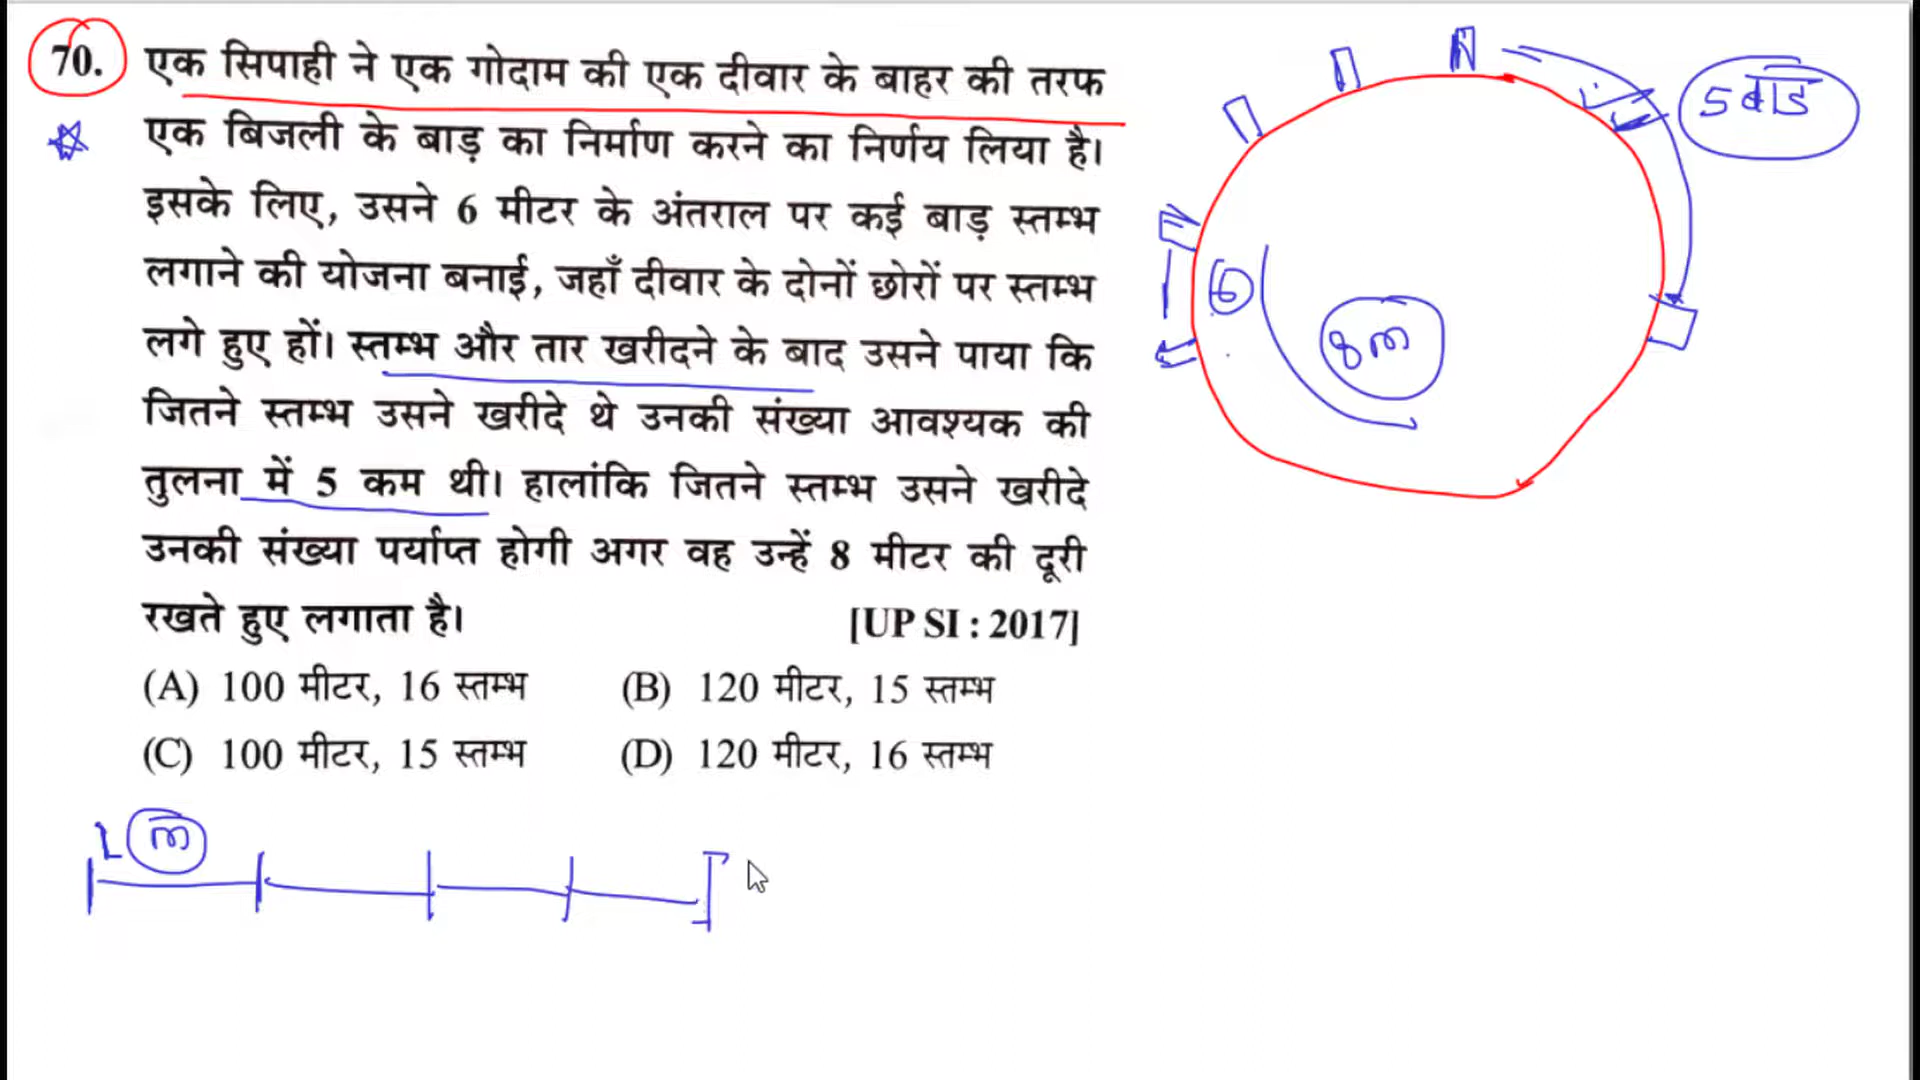 70. एक सिपाही ने एक गोदाम की एक दीवार के बाहर की तरफ
एक बिजली के बाड़ का निर्माण करने का निर्णय लिया है।
इसके लिए, उसने 6 मीटर के अंतराल पर कई बाड़ स्तम्भ
लगाने की योजना बनाई, जहाँ दीवार के दोनों छोरों पर स्तम्भ
लगे हुए हों। स्तम्भ और तार खरीदने के बाद उसने पाया कि
जितने स्तम्भ उसने खरीदे थे उनकी संख्या आवश्यक की
तुलना में 5 कम थी। हालांकि जितने स्तम्भ उसने खरीदे
उनकी संख्या पर्याप्त होगी अगर वह उन्हें 8 मीटर की दूरी
रखते हुए लगाता है। [UP SI : 2017]
(A) 100 मीटर, 16 स्तम्भ (B) 120 मीटर, 15 स्तम्भ
(C) 100 मीटर, 15 स्तम्भ (D) 120 मीटर, 16 स्तम्भ
5
6
8m
m